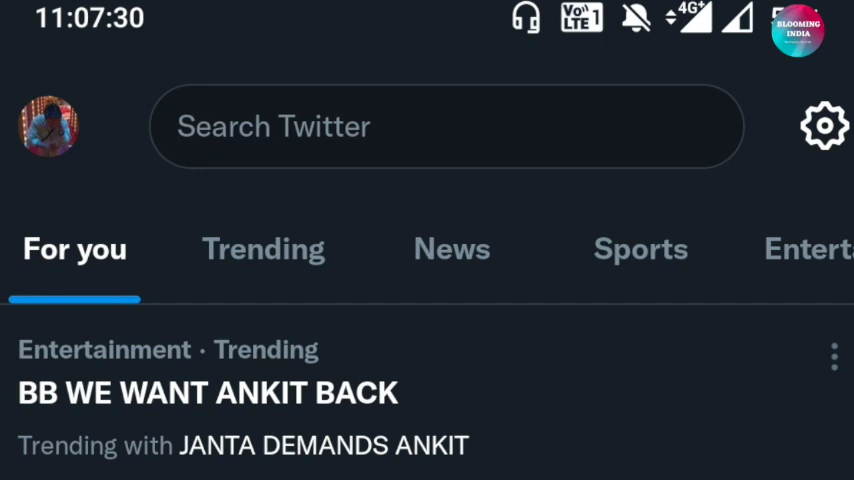 11:07:30
Vo))
LTE 1
4G+
BLOOMING
INDIA
Search Twitter
For you
Trending
News
Sports
Entert
Entertainment · Trending
BB WE WANT ANKIT BACK
Trending with JANTA DEMANDS ANKIT